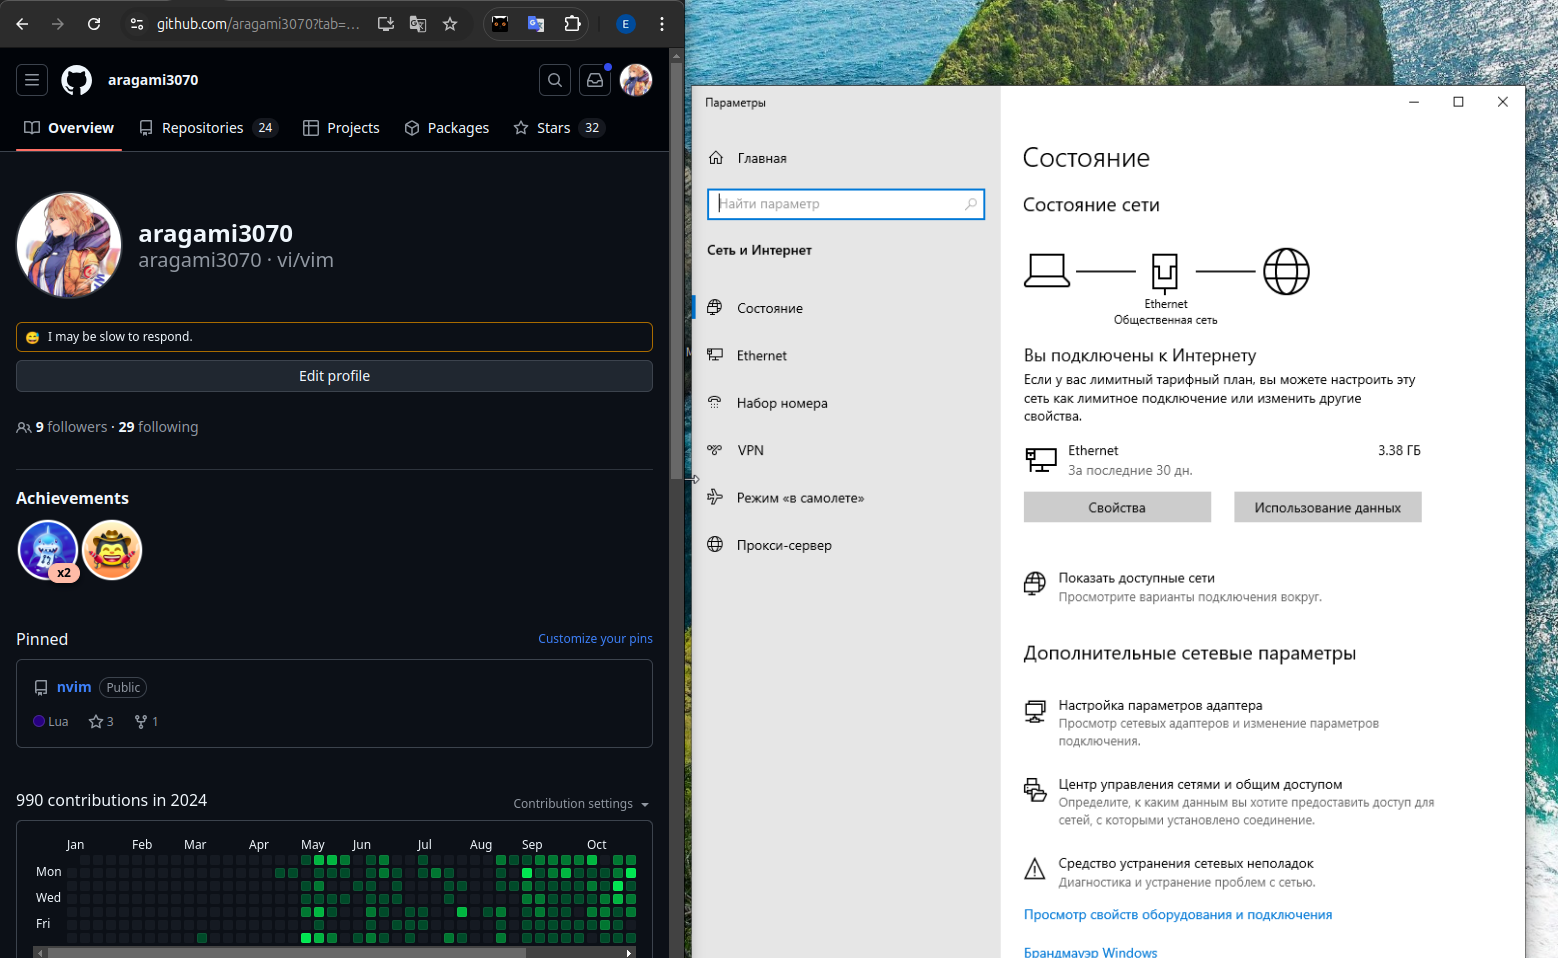 github.com/aragami3070?tab=...
E
aragami3070
Overview
Repositories 24
Projects
Packages
Stars 32
aragami3070
aragami3070 · vi/vim
I may be slow to respond.
Edit profile
9 followers · 29 following
Achievements
x2
Pinned
Customize your pins
nvim Public
Lua 3 1
990 contributions in 2024
Contribution settings
Jan Feb Mar Apr May Jun Jul Aug Sep Oct
Mon
Wed
Fri
Параметры
Главная
Найти параметр
Сеть и Интернет
Состояние
Ethernet
Набор номера
VPN
Режим «в самолете»
Прокси-сервер
Состояние
Состояние сети
Ethernet
Общественная сеть
Вы подключены к Интернету
Если у вас лимитный тарифный план, вы можете настроить эту
сеть как лимитное подключение или изменить другие
свойства.
Ethernet 3.38 ГБ
За последние 30 дн.
Свойства
Использование данных
Показать доступные сети
Просмотрите варианты подключения вокруг.
Дополнительные сетевые параметры
Настройка параметров адаптера
Просмотр сетевых адаптеров и изменение параметров
подключения.
Центр управления сетями и общим доступом
Определите, к каким данным вы хотите предоставить доступ для
сетей, с которыми установлено соединение.
Средство устранения сетевых неполадок
Диагностика и устранение проблем с сетью.
Просмотр свойств оборудования и подключения
Брандмауэр Windows